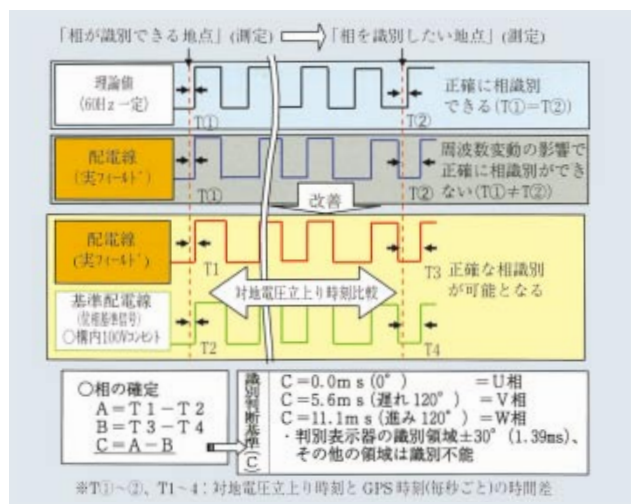 「相が識別できる地点」(測定) 「相を識別したい地点」(測定)
理論値
(60Hz一定)
T① T②
正確に相識別
できる(T①=T②)
配電線
(実フィールド)
T① T②
周波数変動の影響で
正確に相識別ができ
ない(T①≠T②)
改善
配電線
(実フィールド)
T1 T3
正確な相識別
が可能となる
対地電圧立上り時刻比較
基準配電線
(位相基準信号)
○構内100Vコンセント
T2 T4
○相の確定
A=T1-T2
B=T3-T4
C=A-B
識別判断基準(C)
C=0.0ms(0°) =U相
C=5.6ms(遅れ120°) =V相
C=11.1ms(進み120°)=W相
・判別表示器の識別領域±30°(1.39ms)、
その他の領域は識別不能
※T①~②、T1~4:対地電圧立上り時刻とGPS時刻(毎秒ごと)の時間差